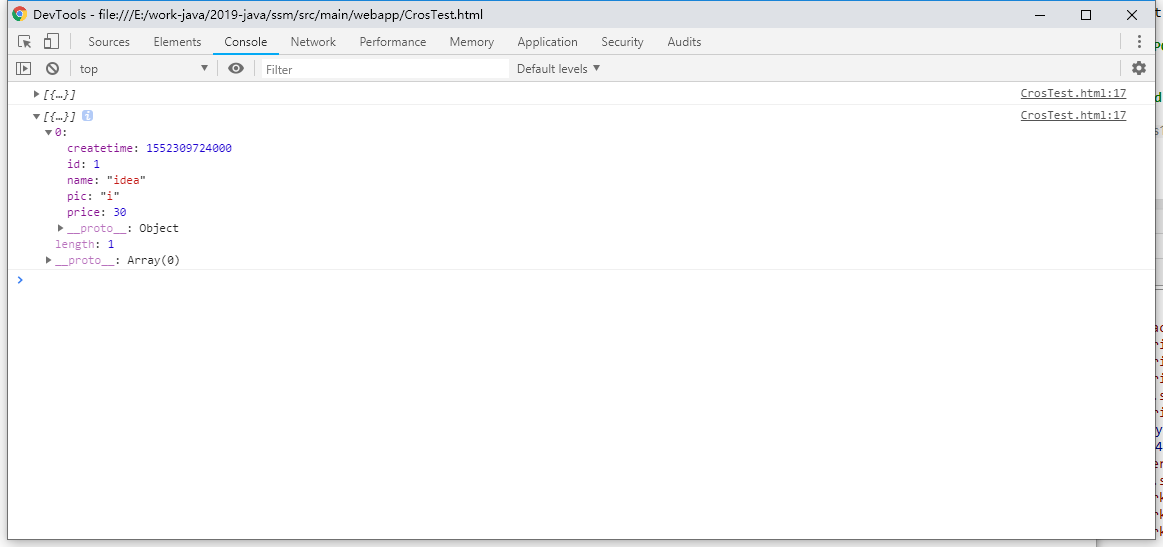 DevTools - file:///E:/work-java/2019-java/ssm/src/main/webapp/CrosTest.html
Sources Elements Console Network Performance Memory Application Security Audits
top Filter Default levels
[{…}] CrosTest.html:17
[{…}] i CrosTest.html:17
0:
createtime: 1552309724000
id: 1
name: "idea"
pic: "i"
price: 30
__proto__: Object
length: 1
__proto__: Array(0)